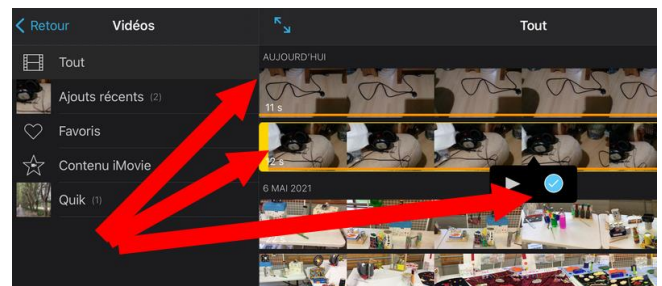 Retour
Vidéos
Tout
Tout
Ajouts récents (2)
Favoris
Contenu iMovie
Quik (1)
AUJOURD'HUI
11 s
2 s
6 MAI 2021